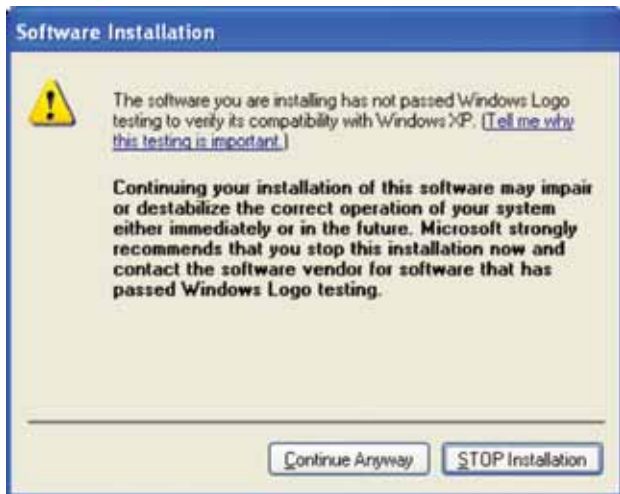 Software Installation
The software you are installing has not passed Windows Logo
testing to verify its compatibility with Windows XP. (Tell me why
this testing is important.)
Continuing your installation of this software may impair
or destabilize the correct operation of your system
either immediately or in the future. Microsoft strongly
recommends that you stop this installation now and
contact the software vendor for software that has
passed Windows Logo testing.
Continue Anyway STOP Installation